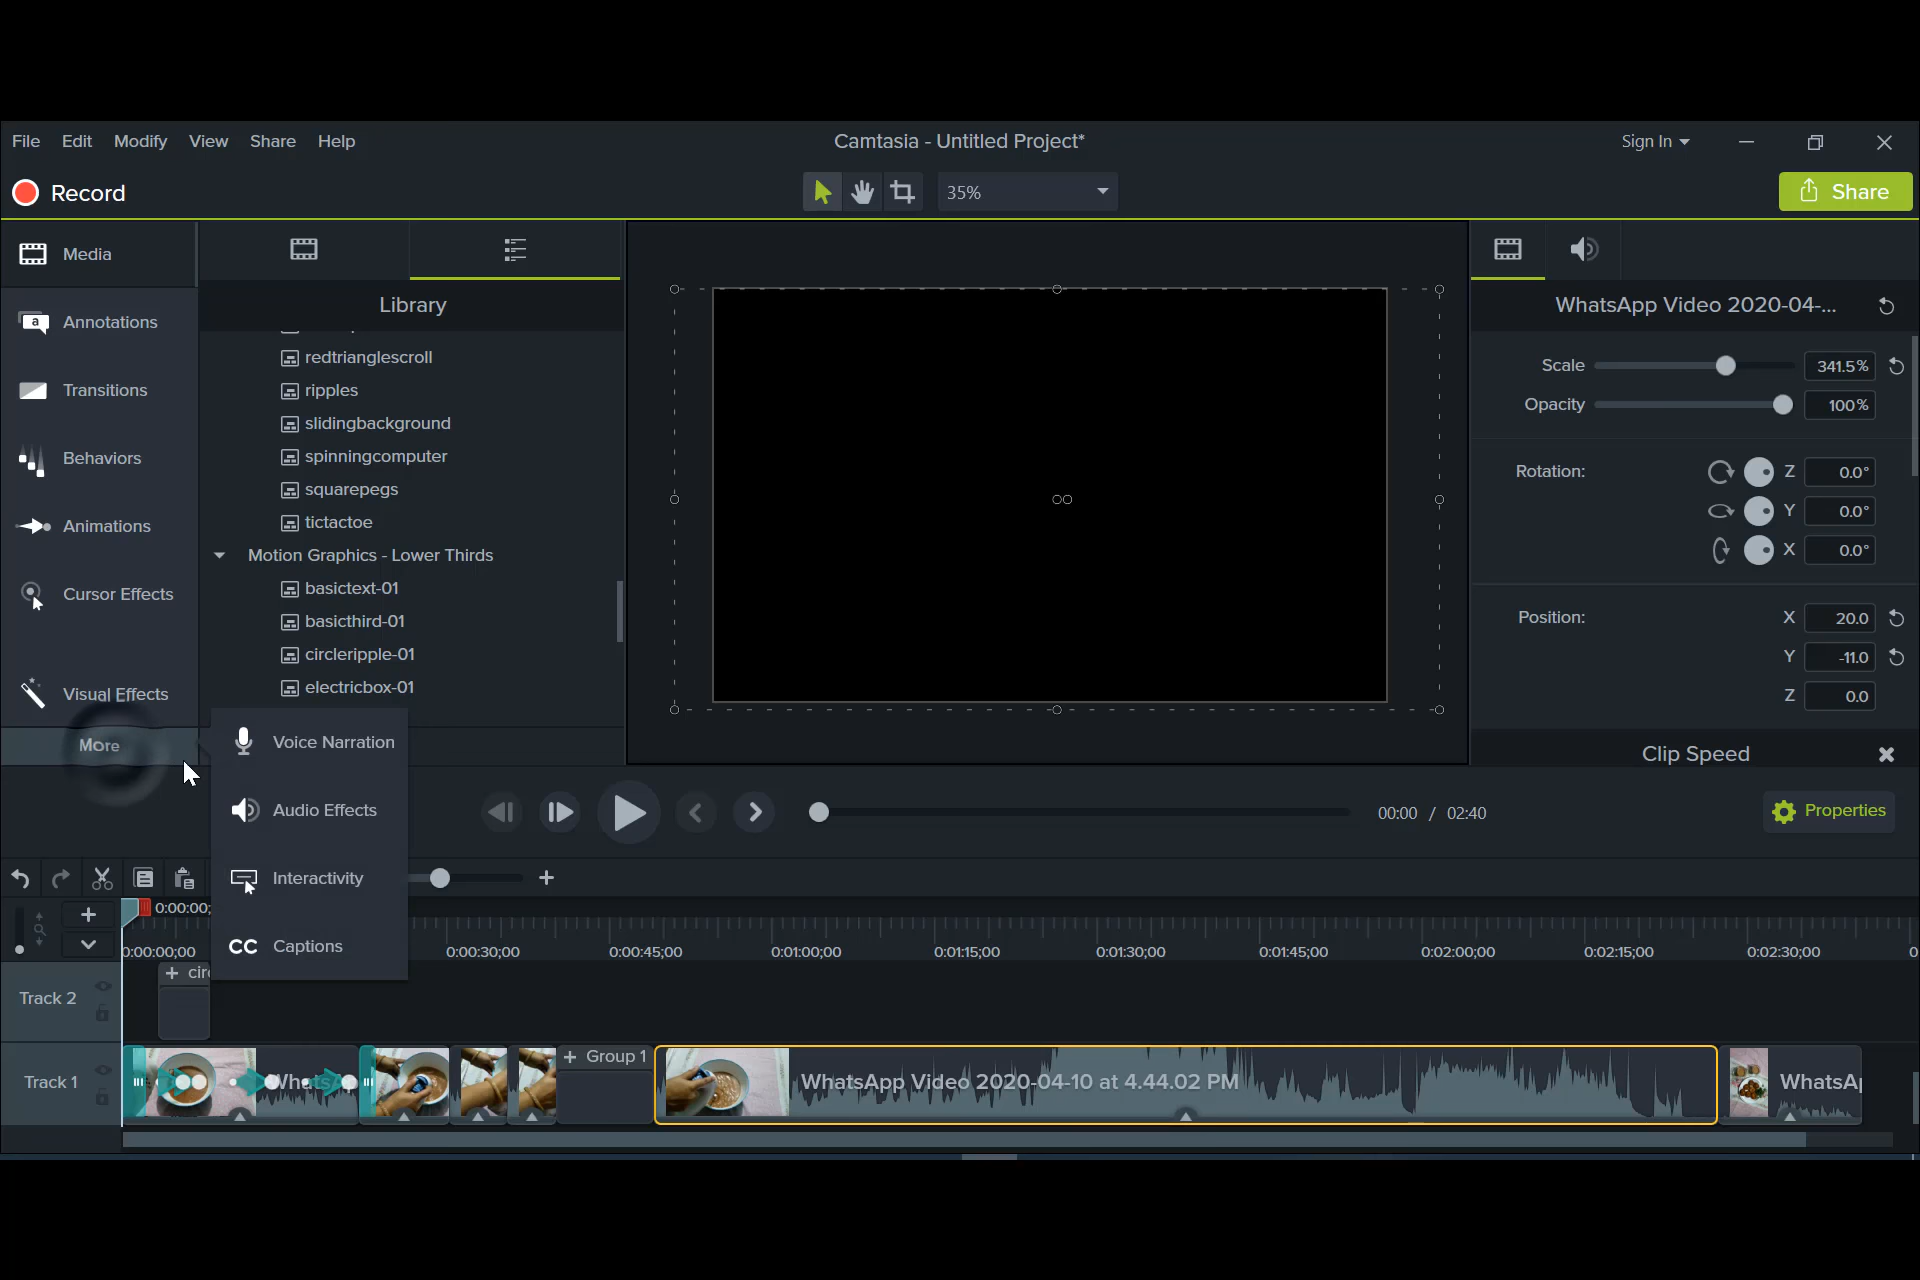 File Edit Modify View Share Help
Camtasia - Untitled Project*
Sign In
Record
35%
Share
Media
Annotations
Transitions
Behaviors
Animations
Cursor Effects
Visual Effects
More
Library
redtrianglescroll
ripples
slidingbackground
spinningcomputer
squarepegs
tictactoe
Motion Graphics - Lower Thirds
basictext-01
basicthird-01
circleripple-01
electricbox-01
Voice Narration
Audio Effects
Interactivity
CC Captions
WhatsApp Video 2020-04-...
Scale 341.5%
Opacity 100%
Rotation: Z 0.0°
Y 0.0°
X 0.0°
Position: X 20.0
Y -11.0
Z 0.0
Clip Speed
00:00 / 02:40
Properties
0:00:00;
0:00:00;00 0:00:30;00 0:00:45;00 0:01:00;00 0:01:15;00 0:01:30;00 0:01:45;00 0:02:00;00 0:02:15;00 0:02:30;00 0
Track 2
+ circ
Track 1
WhatsAp
+ Group 1
WhatsApp Video 2020-04-10 at 4.44.02 PM
WhatsAp